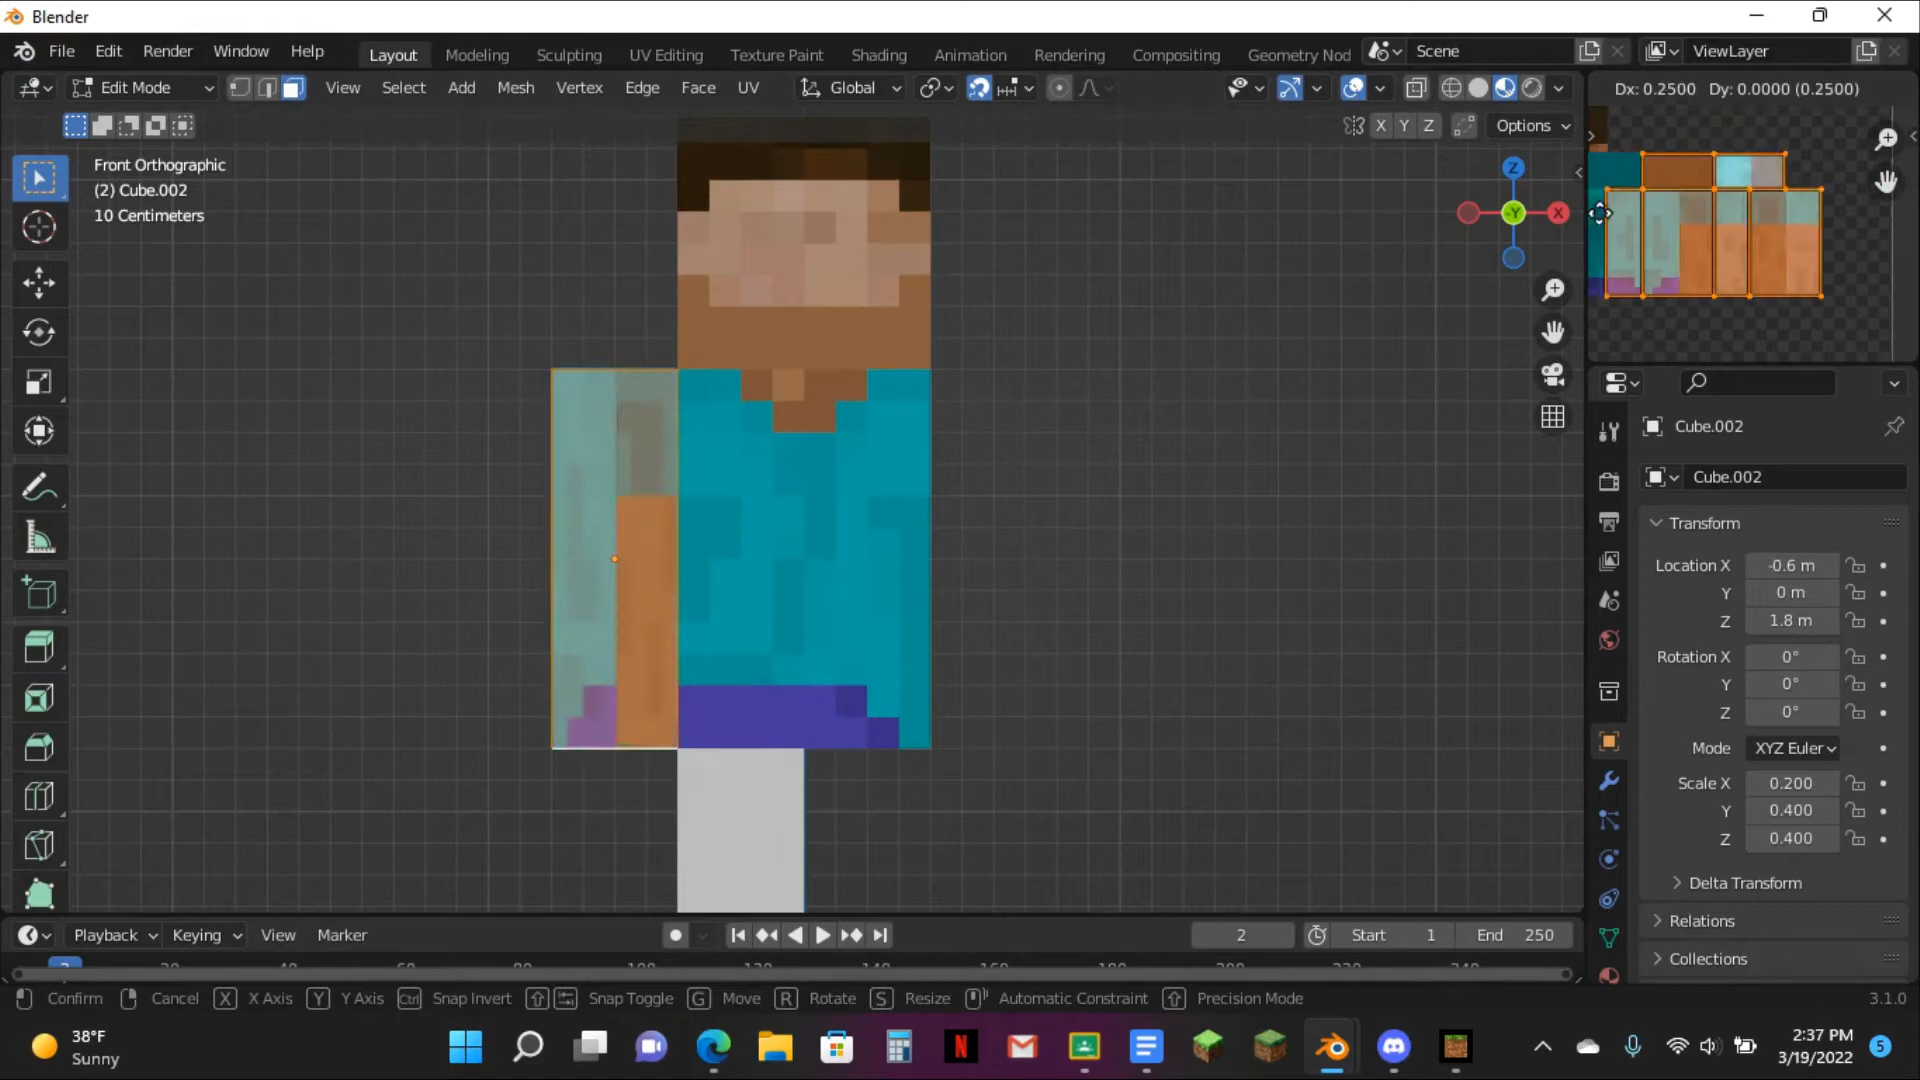 Blender
File Edit Render Window Help Layout Modeling Sculpting UV Editing Texture Paint Shading Animation Rendering Compositing Geometry Nod Scene ViewLayer
Edit Mode View Select Add Mesh Vertex Edge Face UV Global Dx: 0.2500 Dy: 0.0000 (0.2500)
X Y Z Options
Front Orthographic
(2) Cube.002
10 Centimeters
Z
-Y X
Cube.002
Cube.002
Transform
Location X -0.6 m
Y 0 m
Z 1.8 m
Rotation X 0°
Y 0°
Z 0°
Mode XYZ Euler
Scale X 0.200
Y 0.400
Z 0.400
Delta Transform
Relations
Collections
Playback Keying View Marker 2 Start 1 End 250
Confirm Cancel X X Axis Y Y Axis Ctrl Snap Invert Snap Toggle G Move R Rotate S Resize Automatic Constraint Precision Mode 3.1.0
38°F
Sunny
2:37 PM
3/19/2022
5